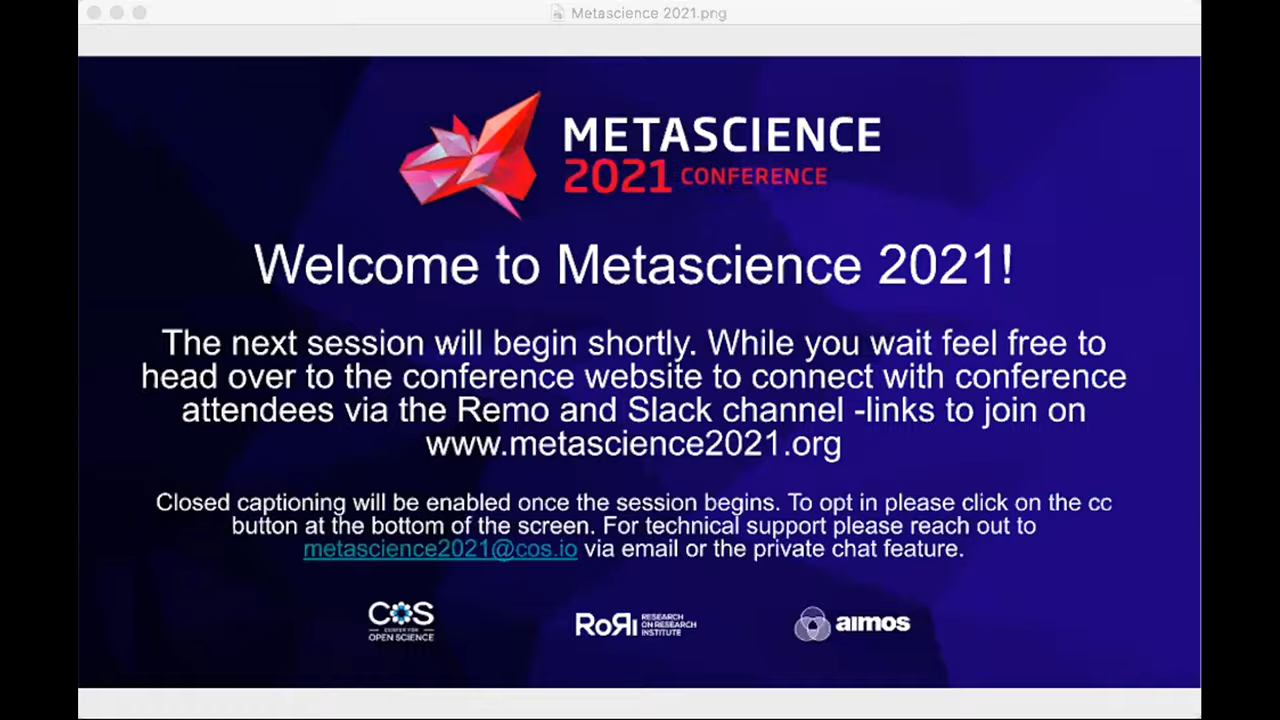 Metascience 2021.png
METASCIENCE
2021 CONFERENCE
Welcome to Metascience 2021!
The next session will begin shortly. While you wait feel free to
head over to the conference website to connect with conference
attendees via the Remo and Slack channel -links to join on
www.metascience2021.org
Closed captioning will be enabled once the session begins. To opt in please click on the cc
button at the bottom of the screen. For technical support please reach out to
metascience2021@cos.io via email or the private chat feature.
COS
CENTER FOR
OPEN SCIENCE
RoRI
RESEARCH
ON RESEARCH
INSTITUTE
aimos